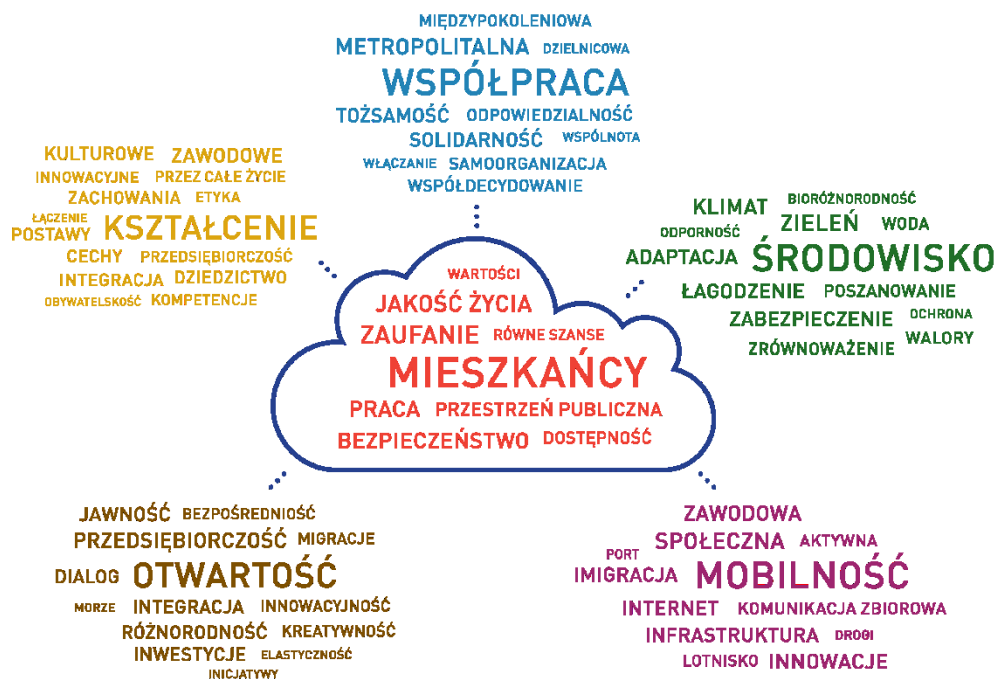 MIĘDZYPOKOLENIOWA
METROPOLITALNA DZIELNICOWA
WSPÓŁPRACA
TOŻSAMOŚĆ ODPOWIEDZIALNOŚĆ
SOLIDARNOŚĆ WSPÓLNOTA
WŁĄCZANIE SAMOORGANIZACJA
WSPÓŁDECYDOWANIE
KULTUROWE ZAWODOWE
INNOWACYJNE PRZEZ CAŁE ŻYCIE
ZACHOWANIA ETYKA
ŁĄCZENIE
POSTAWY KSZTAŁCENIE
CECHY PRZEDSIĘBIORCZOŚĆ
INTEGRACJA DZIEDZICTWO
OBYWATELSKOŚĆ KOMPETENCJE
BIORÓŻNORODNOŚĆ
KLIMAT ZIELEŃ WODA
ODPORNOŚĆ
ADAPTACJA ŚRODOWISKO
ŁAGODZENIE POSZANOWANIE
ZABEZPIECZENIE OCHRONA
ZRÓWNOWAŻENIE WALORY
WARTOŚCI
JAKOŚĆ ŻYCIA
ZAUFANIE RÓWNE SZANSE
MIESZKAŃCY
PRACA PRZESTRZEŃ PUBLICZNA
BEZPIECZEŃSTWO DOSTĘPNOŚĆ
JAWNOŚĆ BEZPOŚREDNIOŚĆ
PRZEDSIĘBIORCZOŚĆ MIGRACJE
DIALOG OTWARTOŚĆ
MORZE INTEGRACJA INNOWACYJNOŚĆ
RÓŻNORODNOŚĆ KREATYWNOŚĆ
INWESTYCJE ELASTYCZNOŚĆ
INICJATYWY
ZAWODOWA
SPOŁECZNA AKTYWNA
PORT
IMIGRACJA MOBILNOŚĆ
INTERNET KOMUNIKACJA ZBIOROWA
INFRASTRUKTURA DROGI
LOTNISKO INNOWACJE